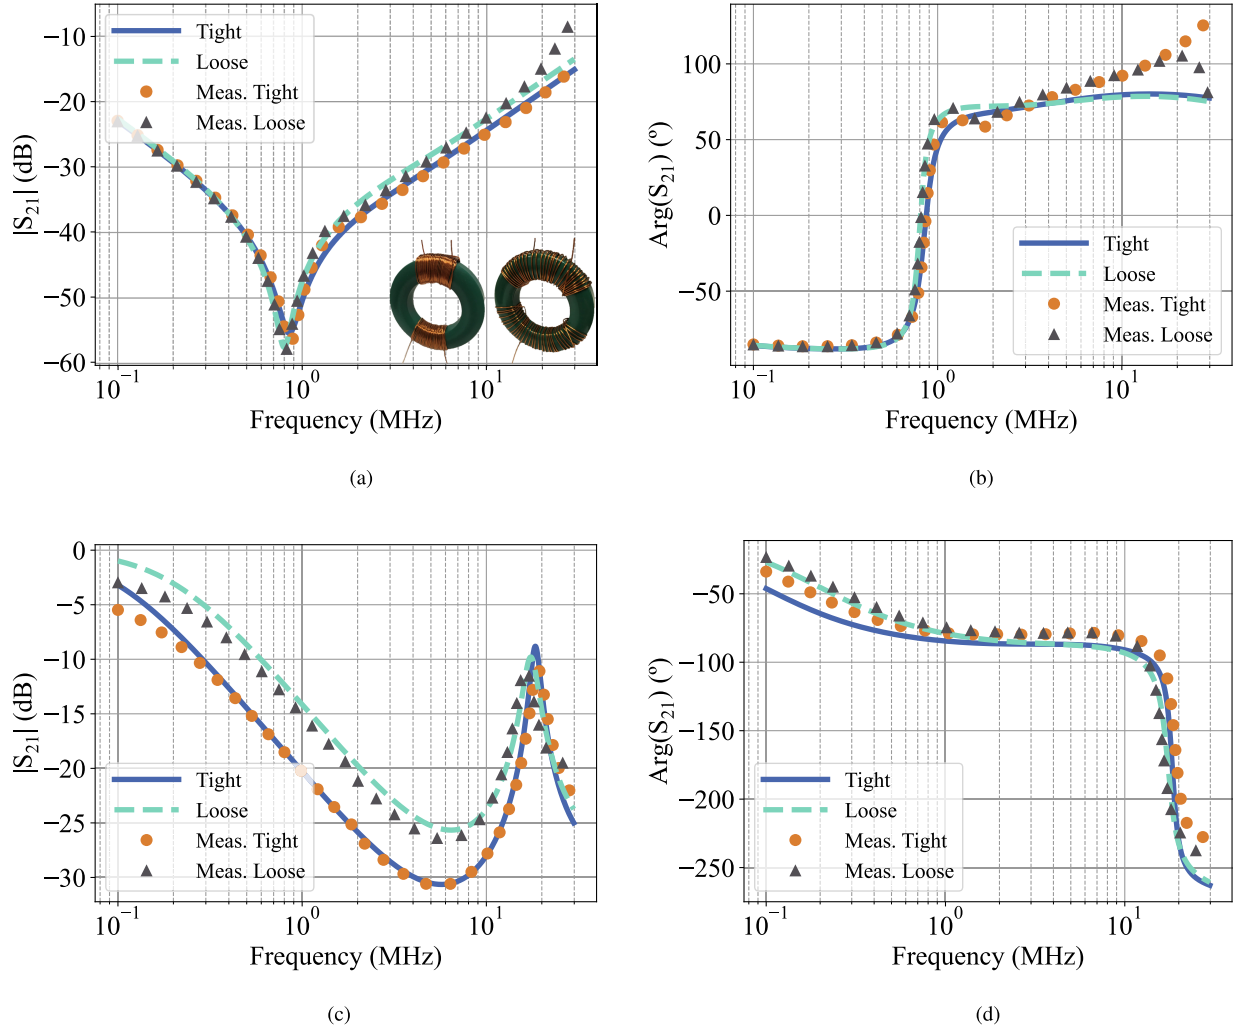 −10
−20
−30
−40
−50
−60
|S21| (dB)
Tight
Loose
Meas. Tight
Meas. Loose
10−1
100
101
Frequency (MHz)
(a)
100
50
0
−50
Arg(S21) (º)
Tight
Loose
Meas. Tight
Meas. Loose
10−1
100
101
Frequency (MHz)
(b)
0
−5
−10
−15
−20
−25
−30
|S21| (dB)
Tight
Loose
Meas. Tight
Meas. Loose
10−1
100
101
Frequency (MHz)
(c)
−50
−100
−150
−200
−250
Arg(S21) (º)
Tight
Loose
Meas. Tight
Meas. Loose
10−1
100
101
Frequency (MHz)
(d)